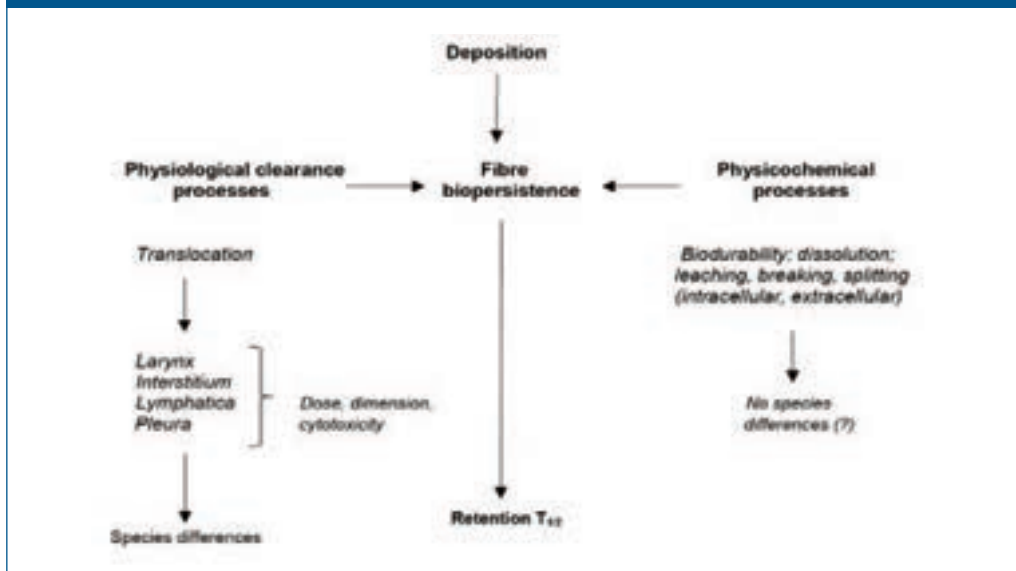 Deposition
Physiological clearance
processes
Fibre
biopersistence
Physicochemical
processes
Translocation
Biodurability: dissolution;
leaching, breaking, splitting
(intracellular, extracellular)
Larynx
Interstitium
Lymphatica
Pleura
Dose, dimension,
cytotoxicity
No species
differences (?)
Species differences
Retention T₁/₂